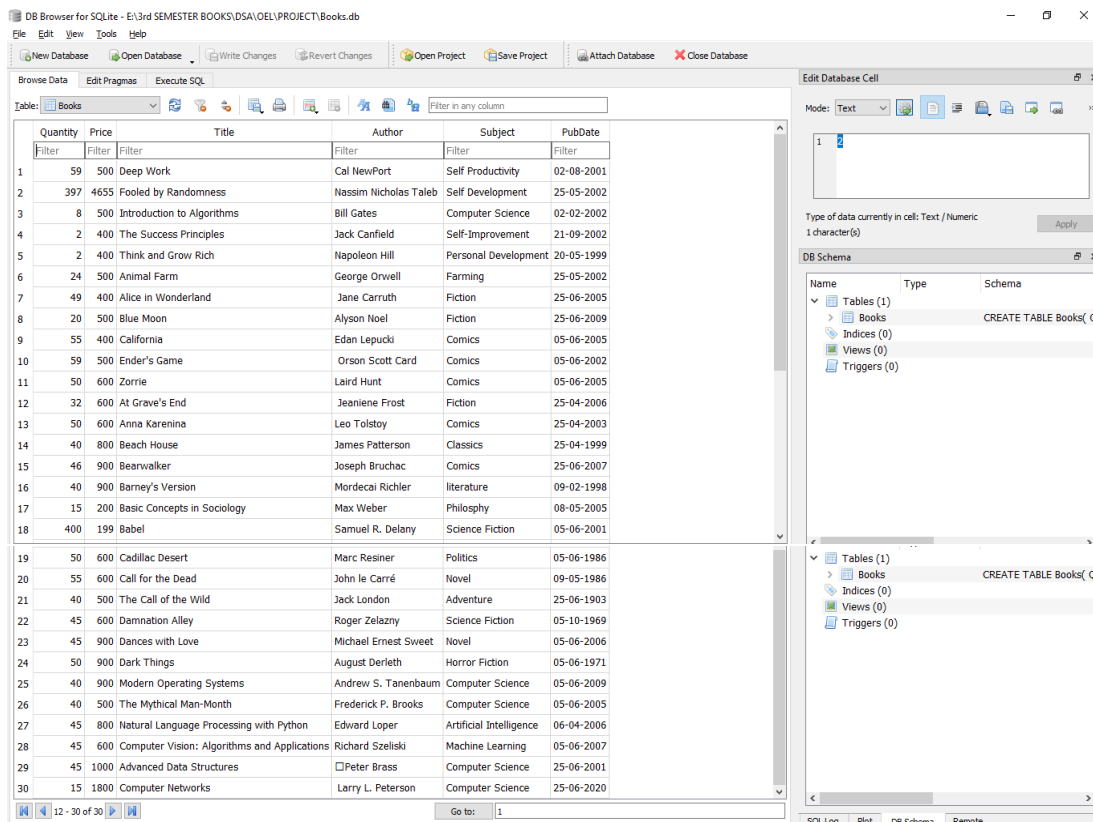 DB Browser for SQLite - E:\3rd SEMESTER BOOKS\DSA\OEL\PROJECT\Books.db
File Edit View Tools Help
New Database Open Database Write Changes Revert Changes Open Project Save Project Attach Database Close Database
Browse Data Edit Pragmas Execute SQL
Table: Books Filter in any column
Quantity Price Title Author Subject PubDate
Filter Filter Filter Filter Filter Filter
1 59 500 Deep Work Cal NewPort Self Productivity 02-08-2001
2 397 4655 Fooled by Randomness Nassim Nicholas Taleb Self Development 25-05-2002
3 8 500 Introduction to Algorithms Bill Gates Computer Science 02-02-2002
4 2 400 The Success Principles Jack Canfield Self-Improvement 21-09-2002
5 2 400 Think and Grow Rich Napoleon Hill Personal Development 20-05-1999
6 24 500 Animal Farm George Orwell Farming 25-05-2002
7 49 400 Alice in Wonderland Jane Carruth Fiction 25-06-2005
8 20 500 Blue Moon Alyson Noel Fiction 25-06-2009
9 55 400 California Edan Lepucki Comics 05-06-2005
10 59 500 Ender's Game Orson Scott Card Comics 05-06-2002
11 50 600 Zorrie Laird Hunt Comics 05-06-2005
12 32 600 At Grave's End Jeaniene Frost Fiction 25-04-2006
13 50 600 Anna Karenina Leo Tolstoy Comics 25-04-2003
14 40 800 Beach House James Patterson Classics 25-04-1999
15 46 900 Bearwalker Joseph Bruchac Comics 25-06-2007
16 40 900 Barney's Version Mordecai Richler literature 09-02-1998
17 15 200 Basic Concepts in Sociology Max Weber Philosphy 08-05-2005
18 400 199 Babel Samuel R. Delany Science Fiction 05-06-2001
19 50 600 Cadillac Desert Marc Resiner Politics 05-06-1986
20 55 600 Call for the Dead John le Carré Novel 09-05-1986
21 40 500 The Call of the Wild Jack London Adventure 25-06-1903
22 45 600 Damnation Alley Roger Zelazny Science Fiction 05-10-1969
23 45 900 Dances with Love Michael Ernest Sweet Novel 05-06-2006
24 50 900 Dark Things August Derleth Horror Fiction 05-06-1971
25 40 900 Modern Operating Systems Andrew S. Tanenbaum Computer Science 05-06-2009
26 40 500 The Mythical Man-Month Frederick P. Brooks Computer Science 05-06-2005
27 45 800 Natural Language Processing with Python Edward Loper Artificial Intelligence 06-04-2006
28 45 600 Computer Vision: Algorithms and Applications Richard Szeliski Machine Learning 05-06-2007
29 45 1000 Advanced Data Structures □Peter Brass Computer Science 25-06-2001
30 15 1800 Computer Networks Larry L. Peterson Computer Science 25-06-2020
12 - 30 of 30 Go to: 1
Edit Database Cell
Mode: Text
1 2
Type of data currently in cell: Text / Numeric
1 character(s)
Apply
DB Schema
Name Type Schema
Tables (1)
Books CREATE TABLE Books(
Indices (0)
Views (0)
Triggers (0)
Tables (1)
Books CREATE TABLE Books(
Indices (0)
Views (0)
Triggers (0)
SQL Log Plot DB Schema Remote